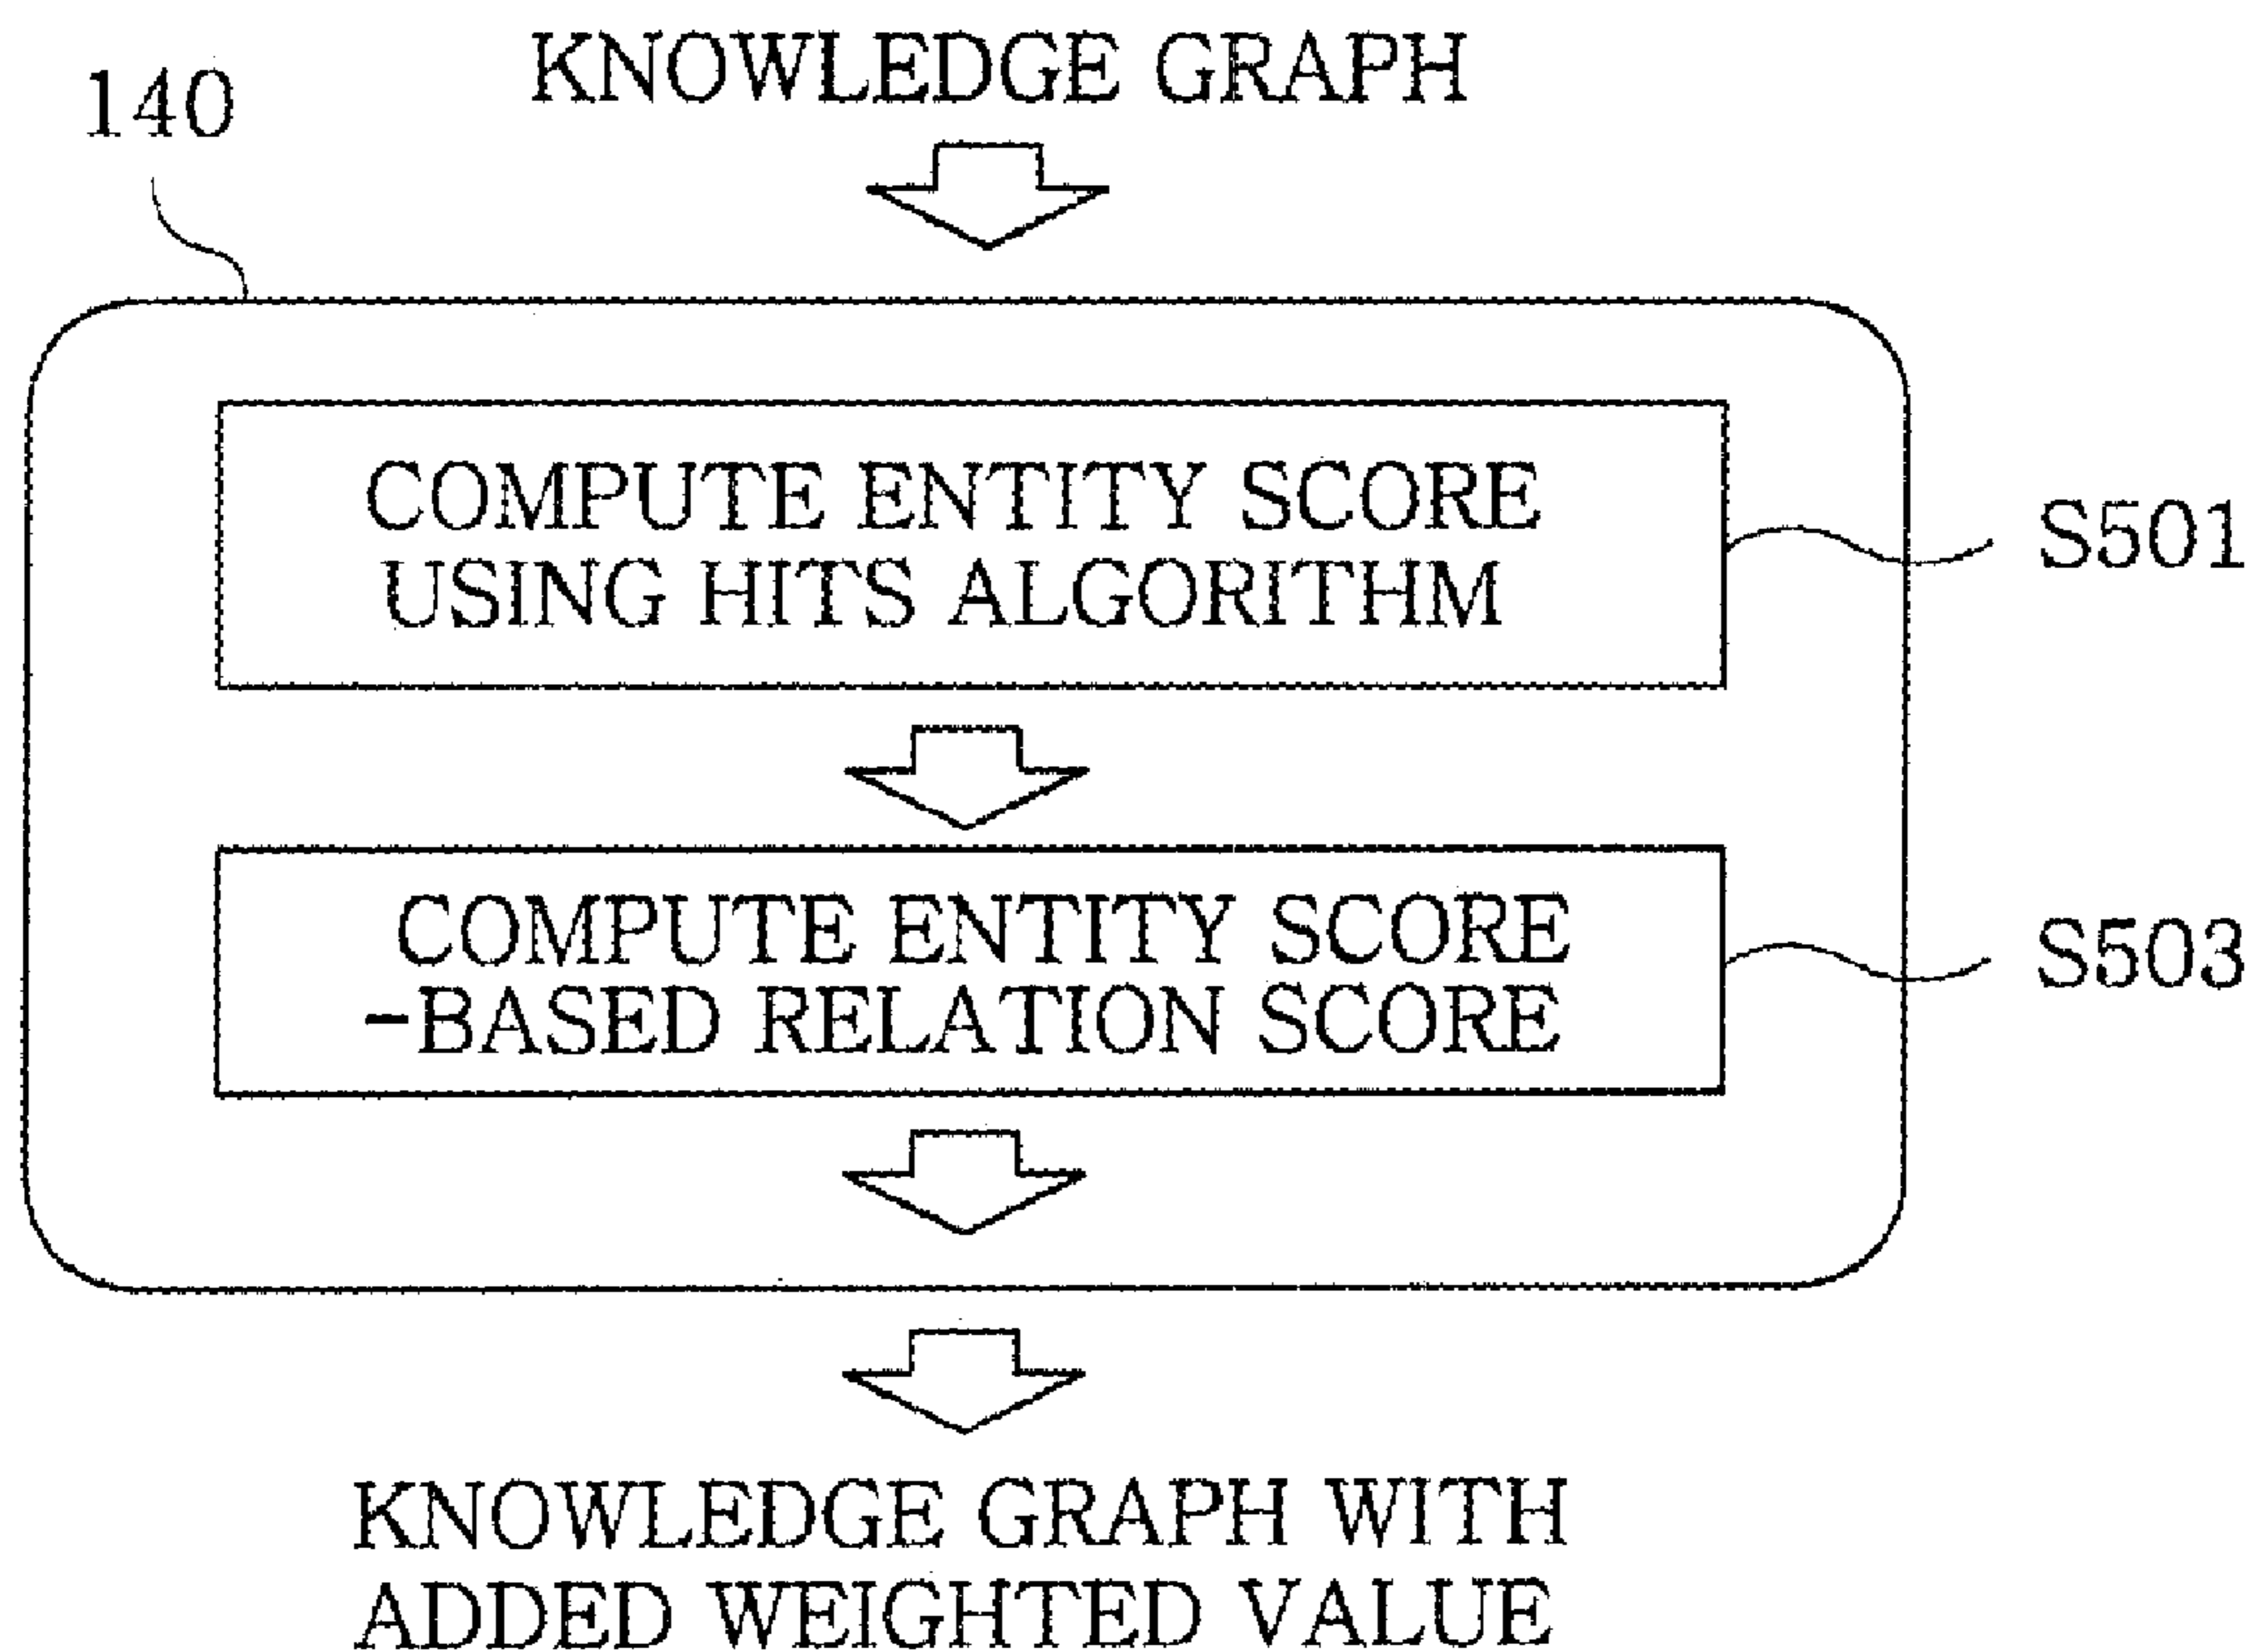 KNOWLEDGE GRAPH
140
COMPUTE ENTITY SCORE
USING HITS ALGORITHM
S501
COMPUTE ENTITY SCORE
-BASED RELATION SCORE
S503
KNOWLEDGE GRAPH WITH
ADDED WEIGHTED VALUE